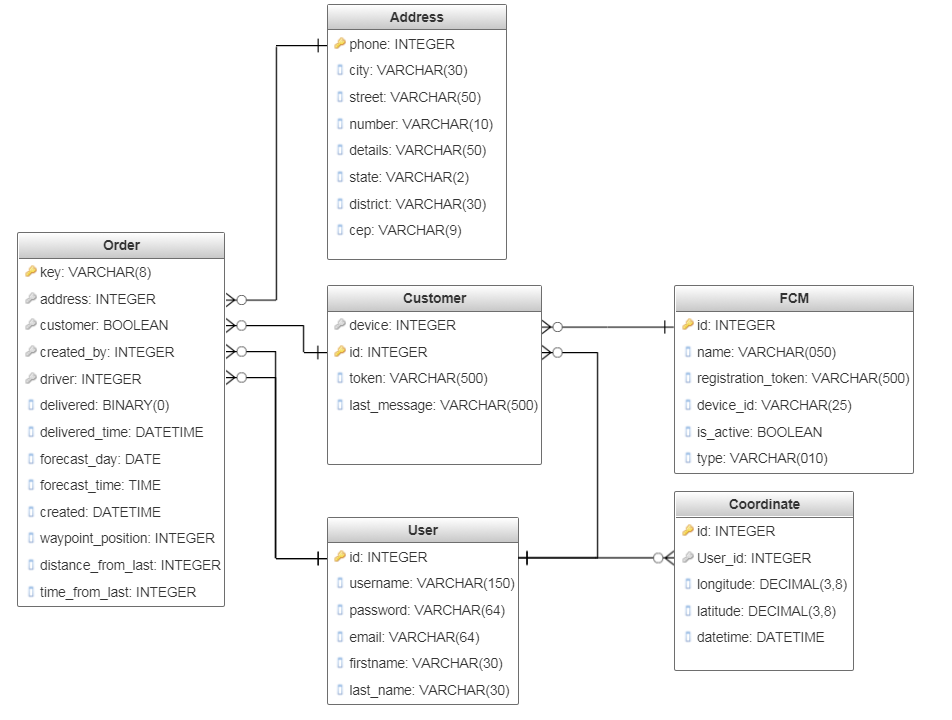 Address
phone: INTEGER
city: VARCHAR(30)
street: VARCHAR(50)
number: VARCHAR(10)
details: VARCHAR(50)
state: VARCHAR(2)
district: VARCHAR(30)
cep: VARCHAR(9)
Order
key: VARCHAR(8)
address: INTEGER
customer: BOOLEAN
created_by: INTEGER
driver: INTEGER
delivered: BINARY(0)
delivered_time: DATETIME
forecast_day: DATE
forecast_time: TIME
created: DATETIME
waypoint_position: INTEGER
distance_from_last: INTEGER
time_from_last: INTEGER
Customer
device: INTEGER
id: INTEGER
token: VARCHAR(500)
last_message: VARCHAR(500)
FCM
id: INTEGER
name: VARCHAR(050)
registration_token: VARCHAR(500)
device_id: VARCHAR(25)
is_active: BOOLEAN
type: VARCHAR(010)
User
id: INTEGER
username: VARCHAR(150)
password: VARCHAR(64)
email: VARCHAR(64)
firstname: VARCHAR(30)
last_name: VARCHAR(30)
Coordinate
id: INTEGER
User_id: INTEGER
longitude: DECIMAL(3,8)
latitude: DECIMAL(3,8)
datetime: DATETIME